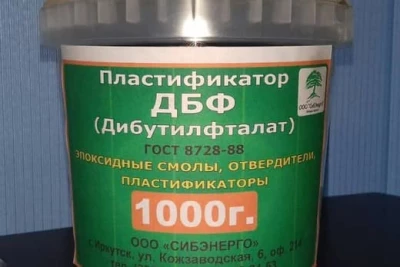 Пластификатор
ДБФ
(Дибутилфталат)
ГОСТ 8728-88
ЭПОКСИДНЫЕ СМОЛЫ, ОТВЕРДИТЕЛИ,
ПЛАСТИФИКАТОРЫ
1000г.
ООО "СИБЭНЕРГО"
г.Иркутск, ул. Кожзаводская, 6, оф. 214